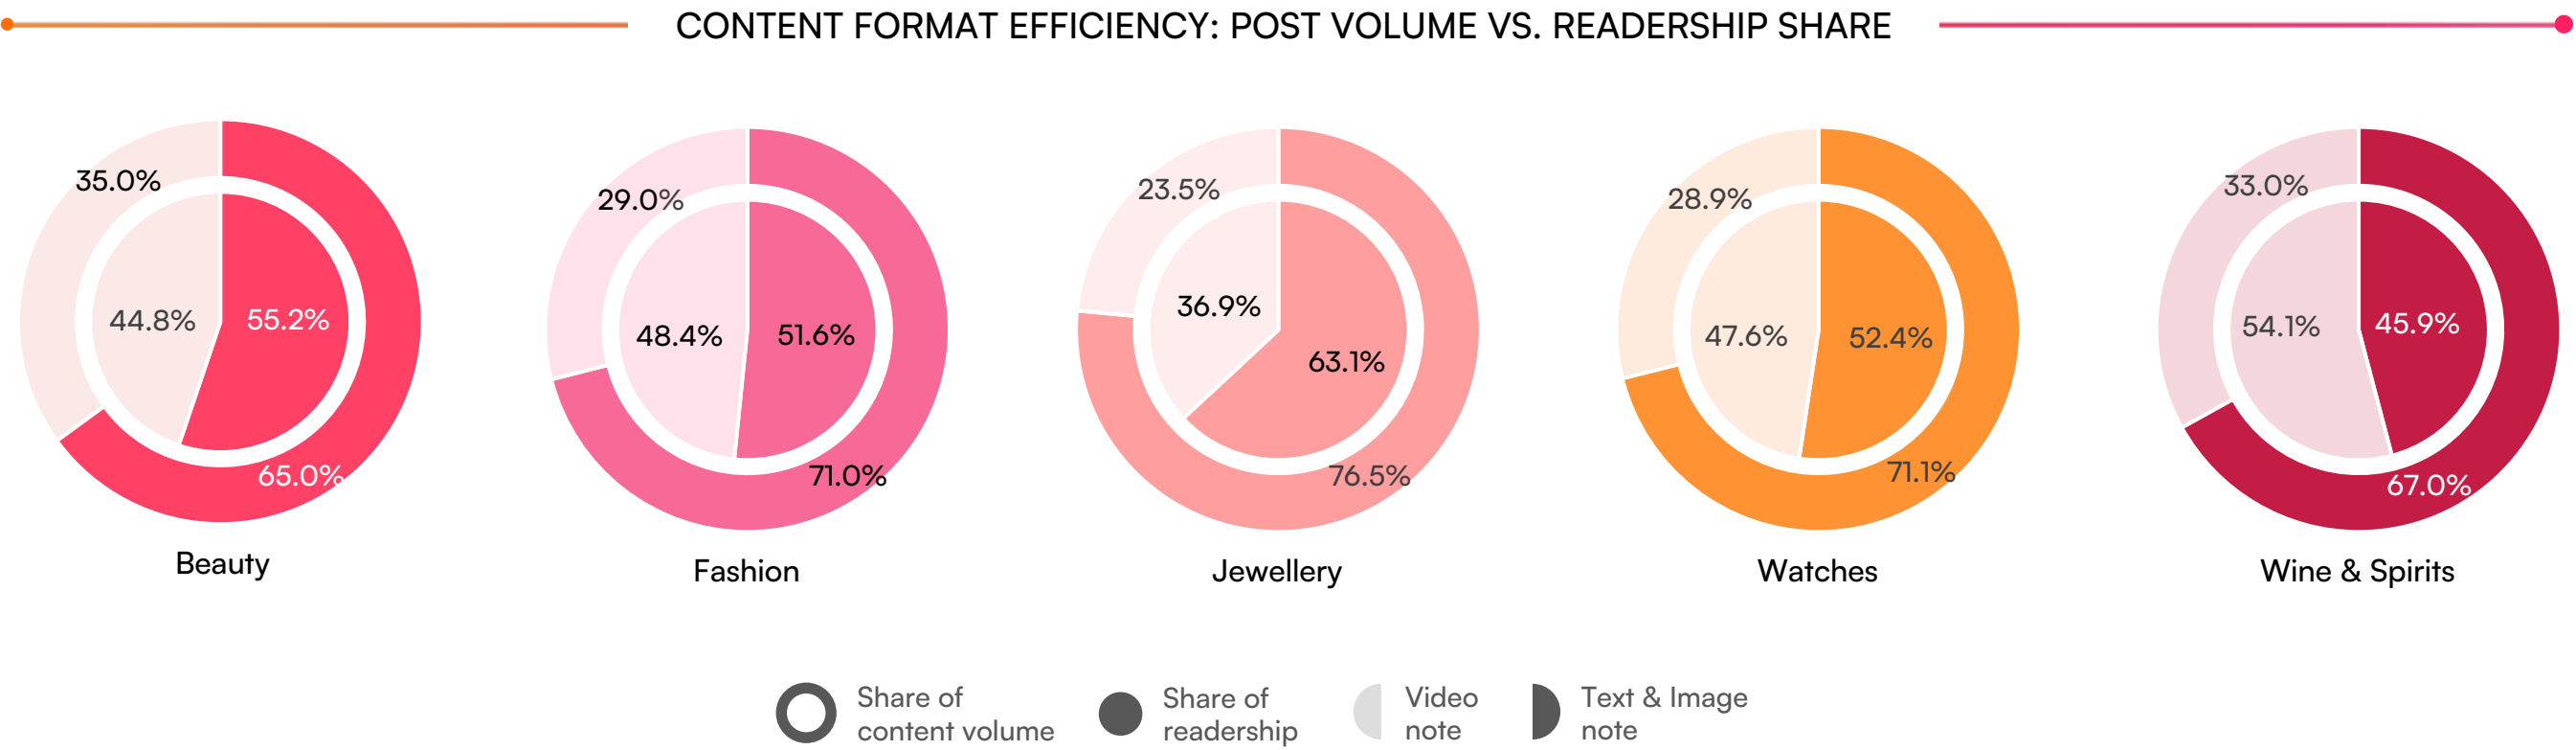 CONTENT FORMAT EFFICIENCY: POST VOLUME VS. READERSHIP SHARE
35.0%
44.8%
55.2%
65.0%
Beauty
29.0%
48.4%
51.6%
71.0%
Fashion
23.5%
36.9%
63.1%
76.5%
Jewellery
28.9%
47.6%
52.4%
71.1%
Watches
33.0%
54.1%
45.9%
67.0%
Wine & Spirits
Share of
content volume
Share of
readership
Video
note
Text & Image
note